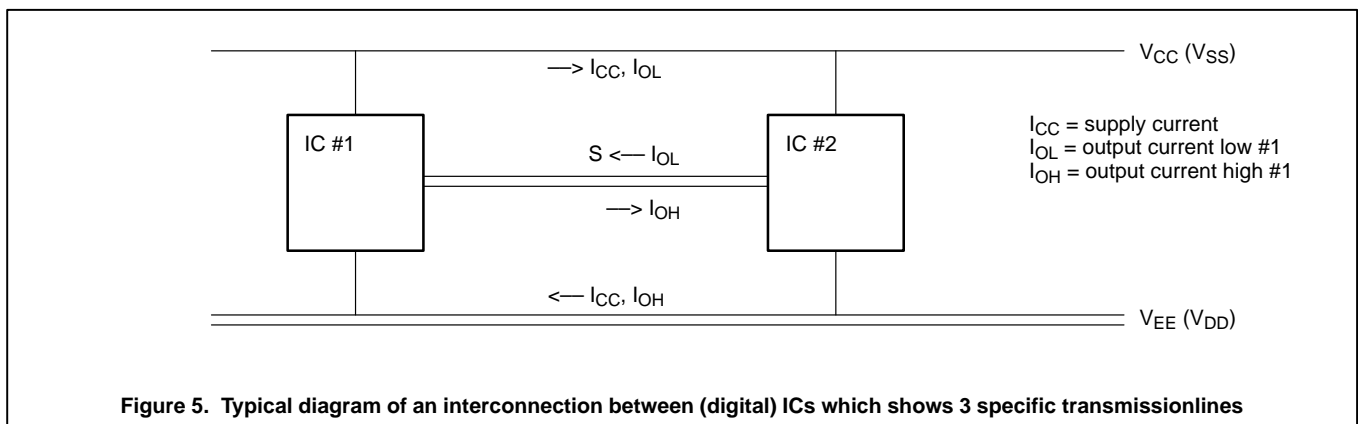 V_CC (V_SS)
—> I_CC, I_OL
IC #1
IC #2
I_CC = supply current
I_OL = output current low #1
I_OH = output current high #1
S <— I_OL
—> I_OH
<— I_CC, I_OH
V_EE (V_DD)
Figure 5. Typical diagram of an interconnection between (digital) ICs which shows 3 specific transmissionlines